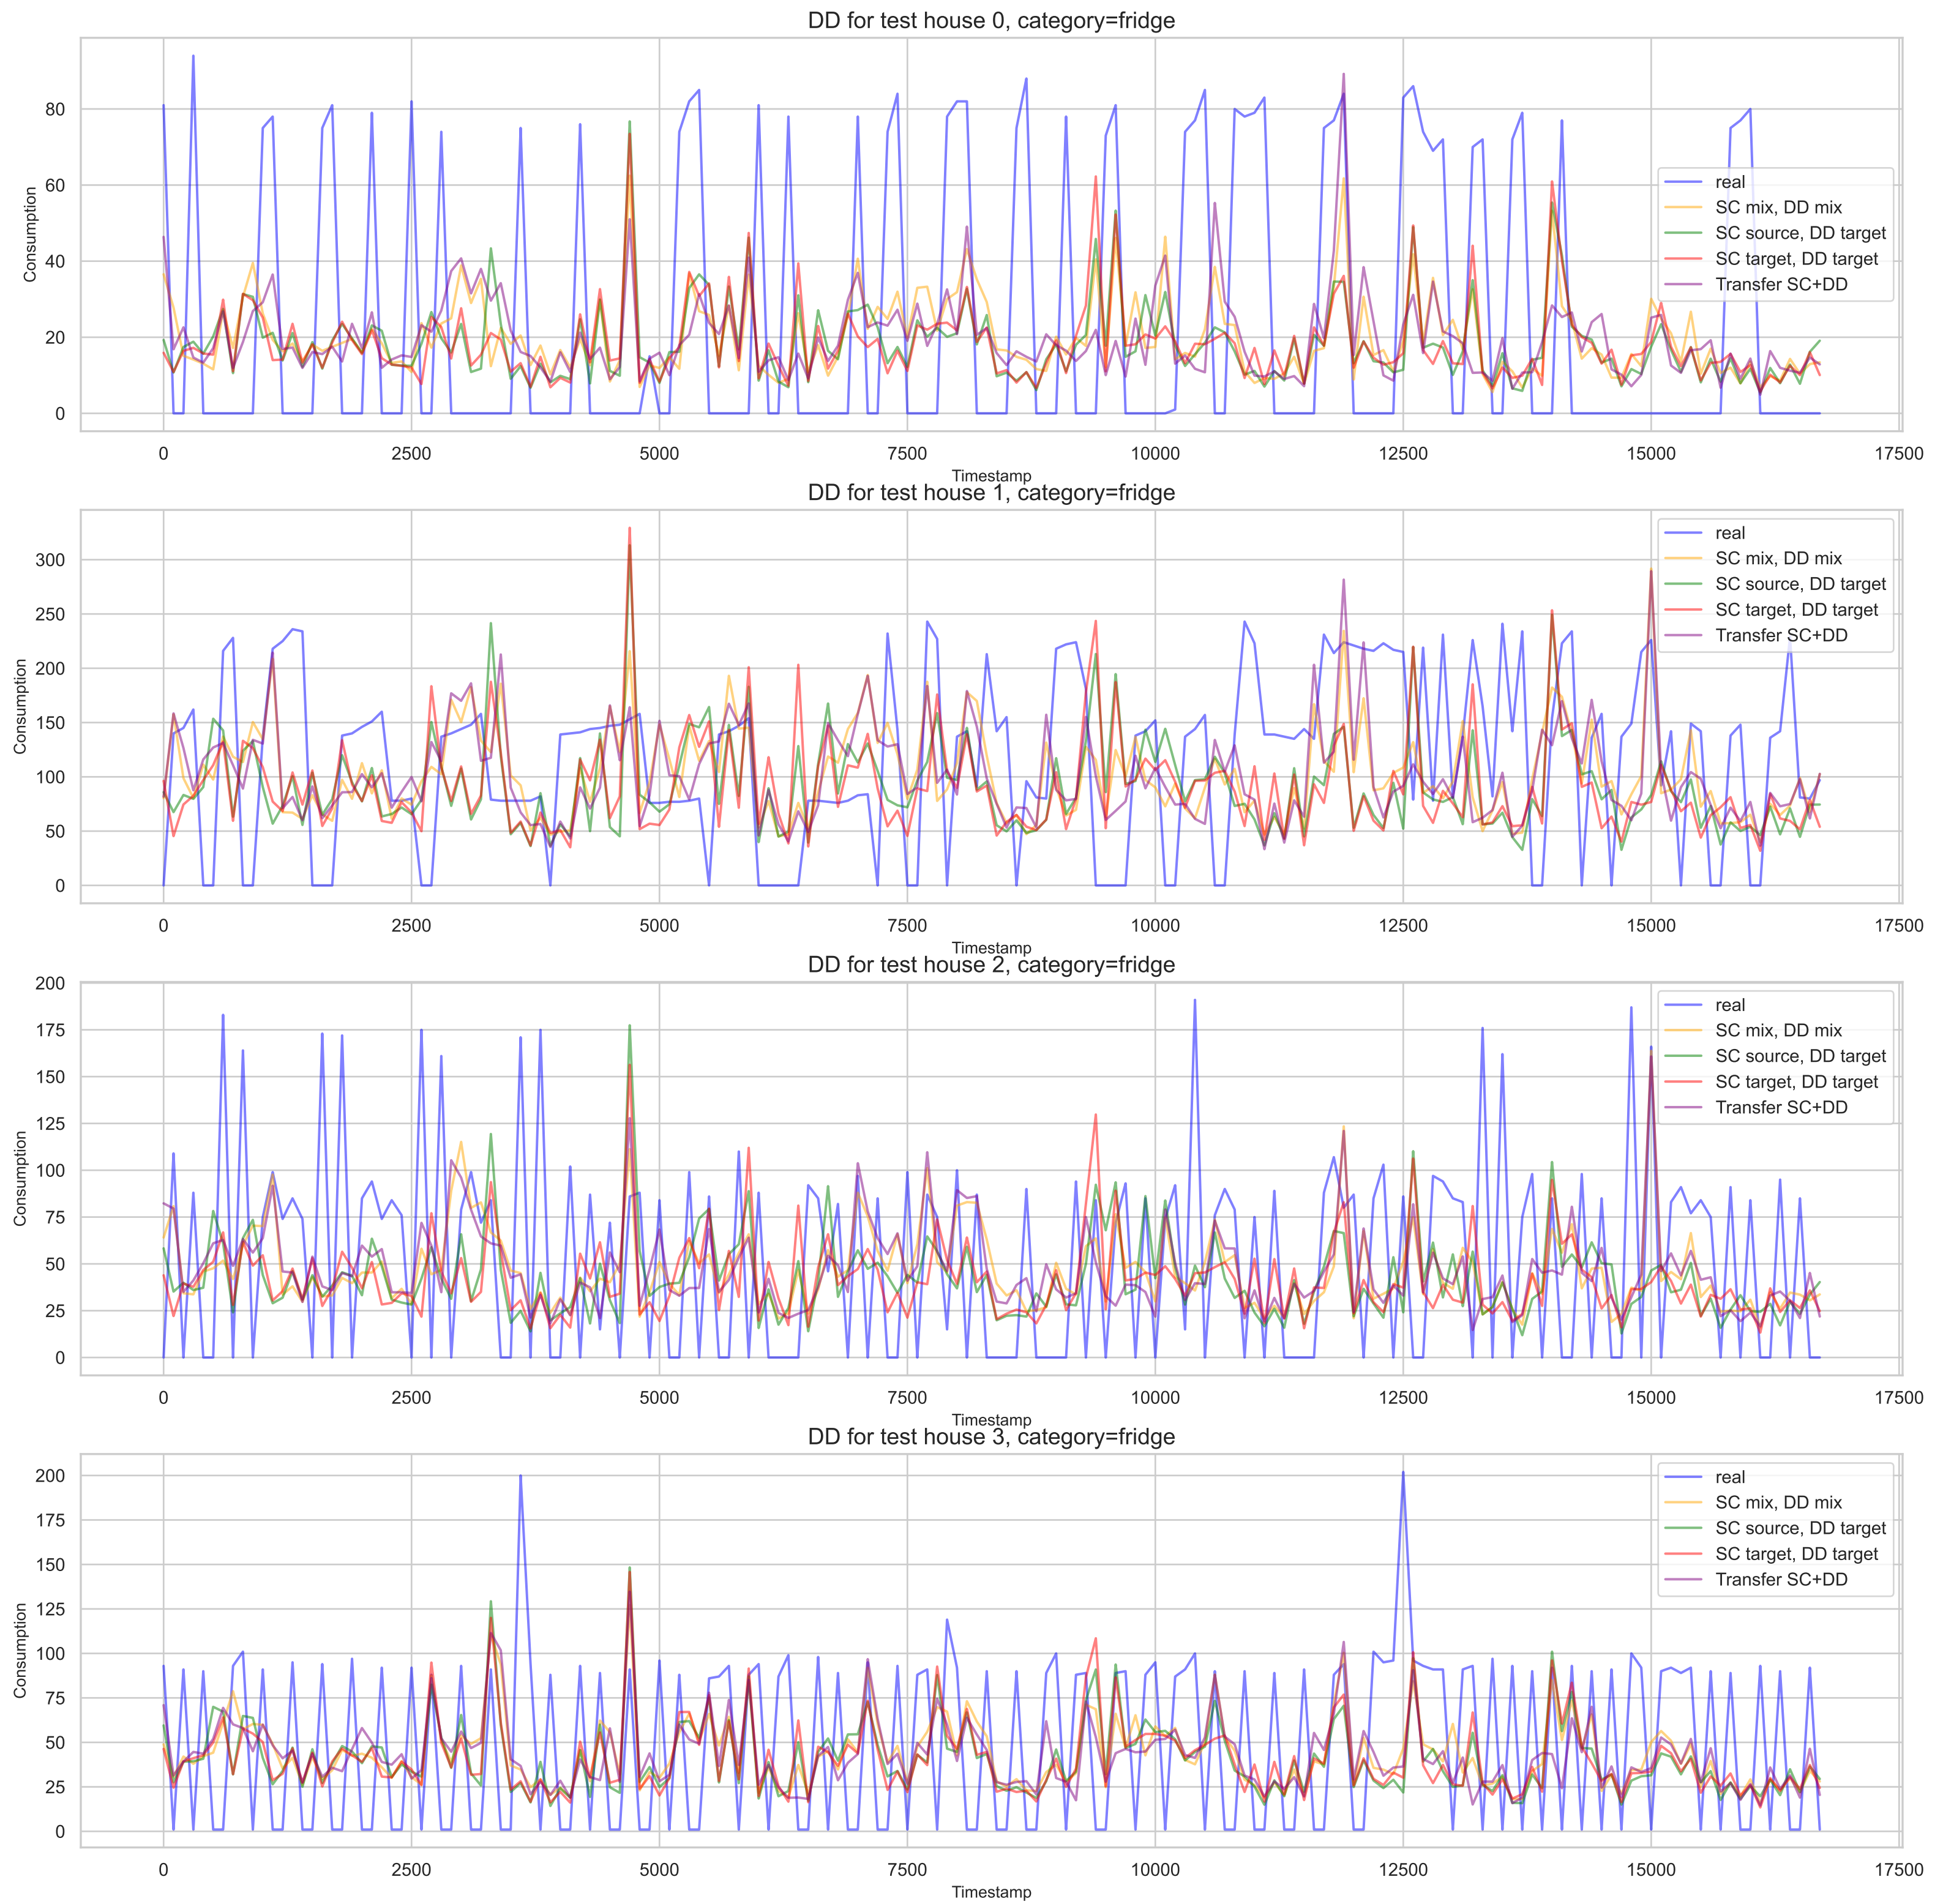 DD for test house 0, category=fridge
Consumption
80
60
40
20
0
real
SC mix, DD mix
SC source, DD target
SC target, DD target
Transfer SC+DD
0 2500 5000 7500 10000 12500 15000 17500
Timestamp
DD for test house 1, category=fridge
Consumption
300
250
200
150
100
50
0
real
SC mix, DD mix
SC source, DD target
SC target, DD target
Transfer SC+DD
0 2500 5000 7500 10000 12500 15000 17500
Timestamp
DD for test house 2, category=fridge
Consumption
200
175
150
125
100
75
50
25
0
real
SC mix, DD mix
SC source, DD target
SC target, DD target
Transfer SC+DD
0 2500 5000 7500 10000 12500 15000 17500
Timestamp
DD for test house 3, category=fridge
Consumption
200
175
150
125
100
75
50
25
0
real
SC mix, DD mix
SC source, DD target
SC target, DD target
Transfer SC+DD
0 2500 5000 7500 10000 12500 15000 17500
Timestamp